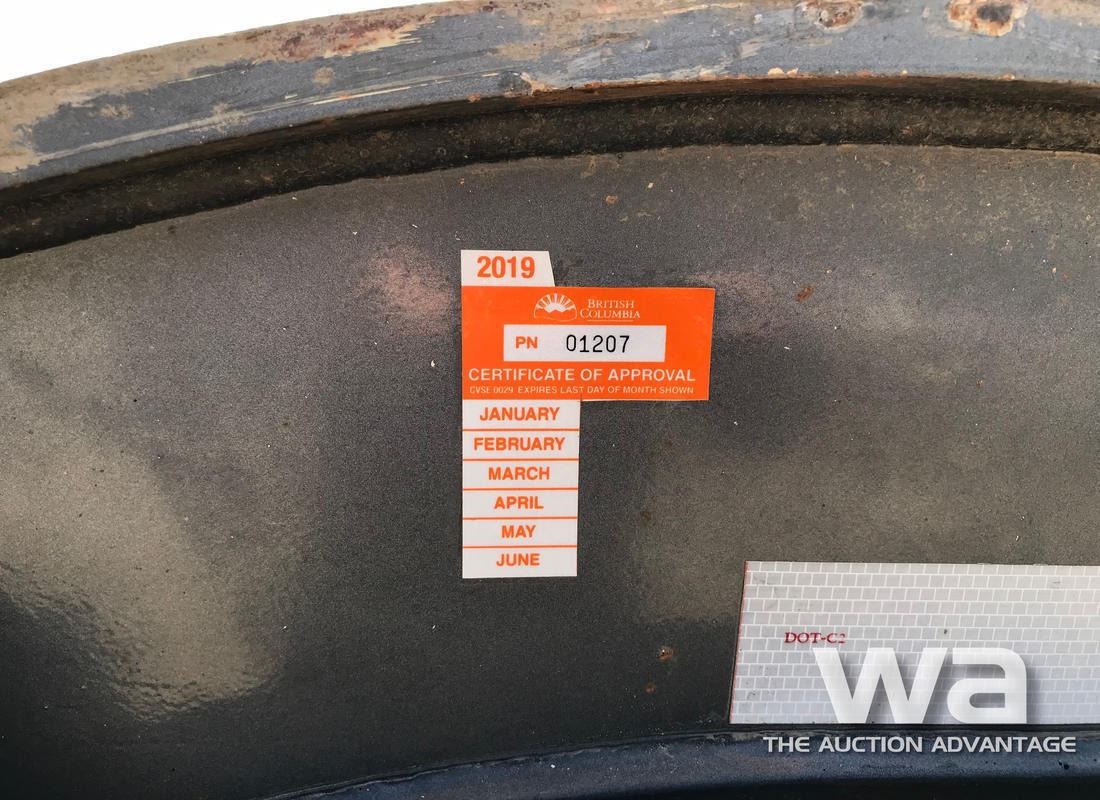 2019
BRITISH
COLUMBIA
PN 01207
CERTIFICATE OF APPROVAL
CVSE 0029 EXPIRES LAST DAY OF MONTH SHOWN
JANUARY
FEBRUARY
MARCH
APRIL
MAY
JUNE
DOT-C2
wa
THE AUCTION ADVANTAGE